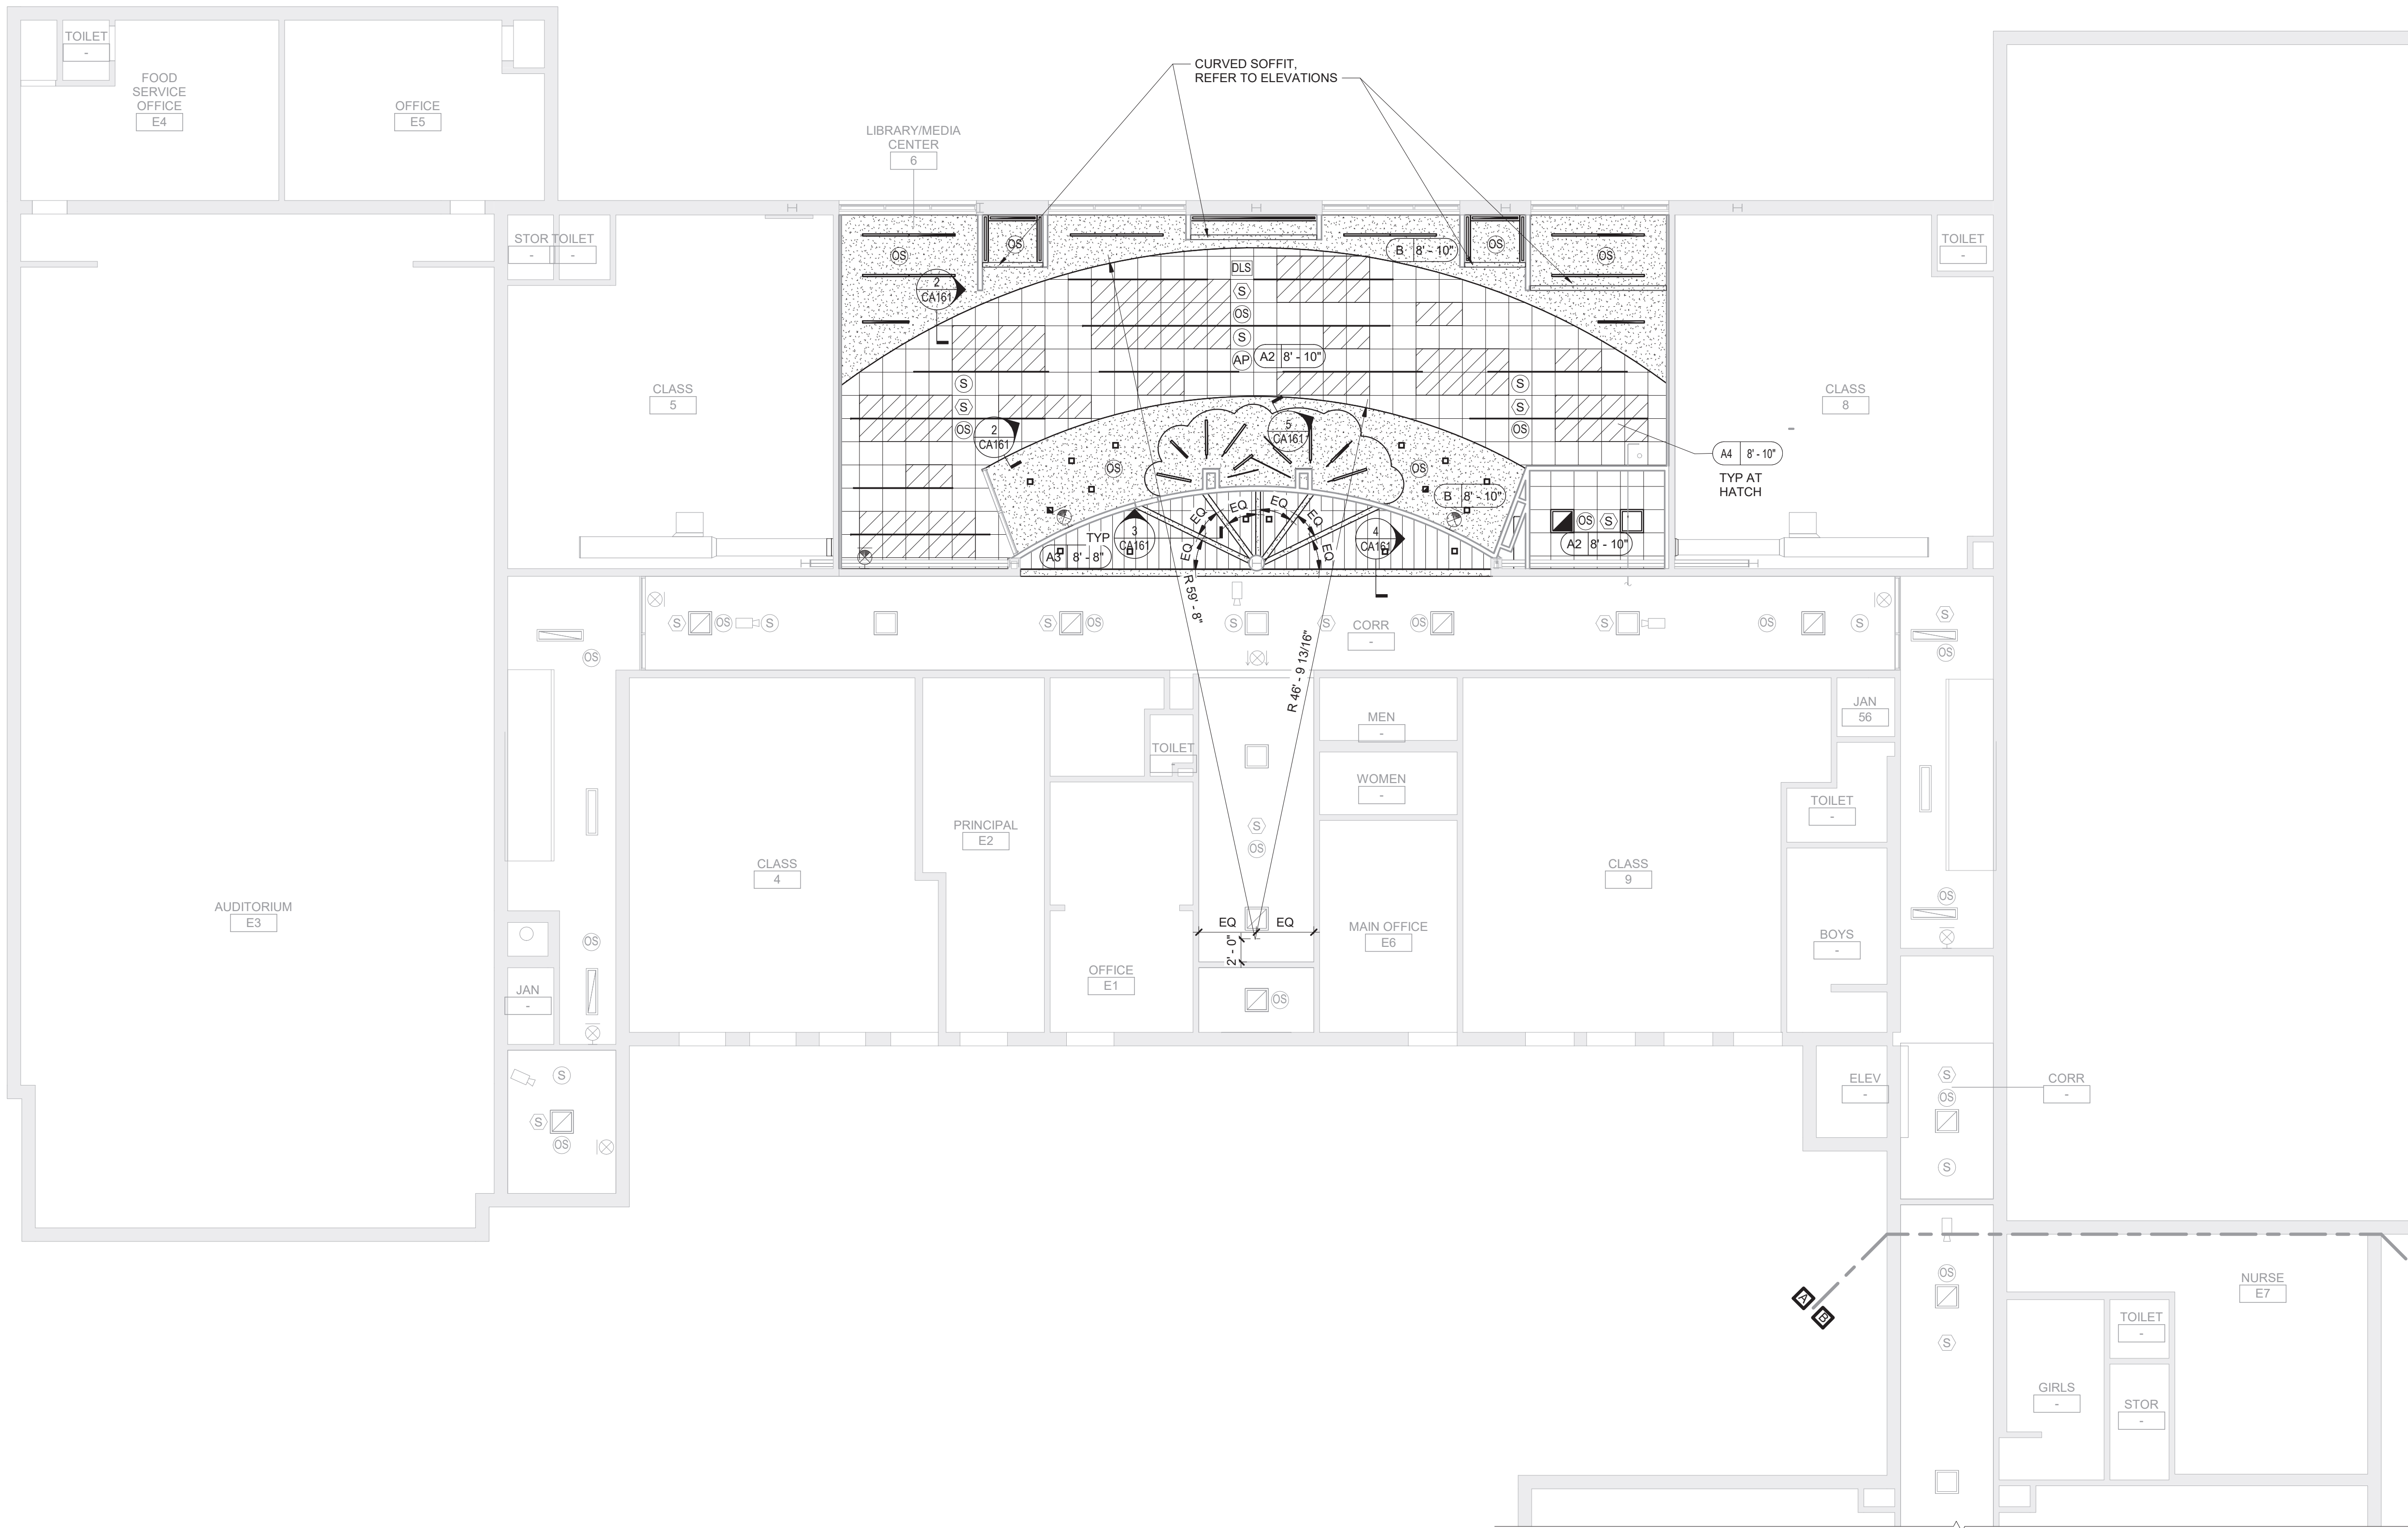 TOILET
-
FOOD
SERVICE
OFFICE
E4
OFFICE
E5
CURVED SOFFIT,
REFER TO ELEVATIONS
LIBRARY/MEDIA
CENTER
6
STOR
-
TOILET
-
TOILET
-
OS
OS
B 8' - 10"
OS
OS
2
CA161
DLS
S
OS
S
AP
A2 8' - 10"
CLASS
5
CLASS
8
S
S
OS
S
S
OS
2
CA161
5
CA161
A4 8' - 10"
TYP AT
HATCH
OS
OS
B 8' - 10"
EQ
EQ
EQ
EQ
EQ
EQ
TYP
3
CA161
4
CA161
A3 8' - 8"
OS
S
A2 8' - 10"
R 59' - 8"
R 46' - 9 13/16"
S
OS
S
S
OS
S
S
CORR
-
OS
S
OS
S
S
OS
OS
MEN
-
JAN
56
TOILET
-
WOMEN
-
TOILET
-
PRINCIPAL
E2
S
OS
CLASS
4
CLASS
9
AUDITORIUM
E3
EQ
EQ
2' - 0"
MAIN OFFICE
E6
BOYS
-
OS
OS
OFFICE
E1
OS
JAN
-
S
S
OS
ELEV
-
S
OS
CORR
-
S
A
B
OS
S
NURSE
E7
TOILET
-
GIRLS
-
STOR
-